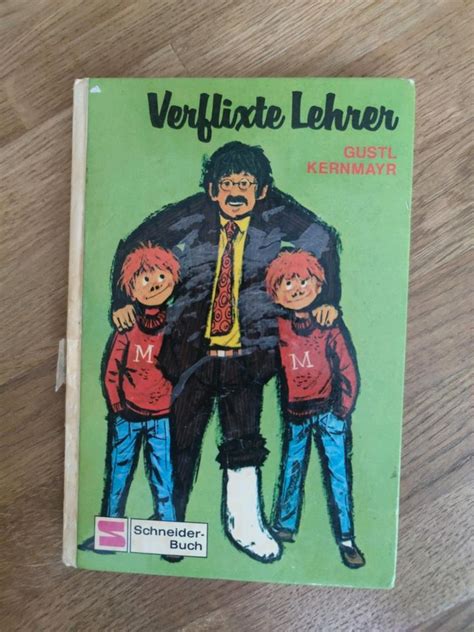 Verflixte Lehrer
GUSTL
KERNMAYR
M
M
Schneider-
Buch